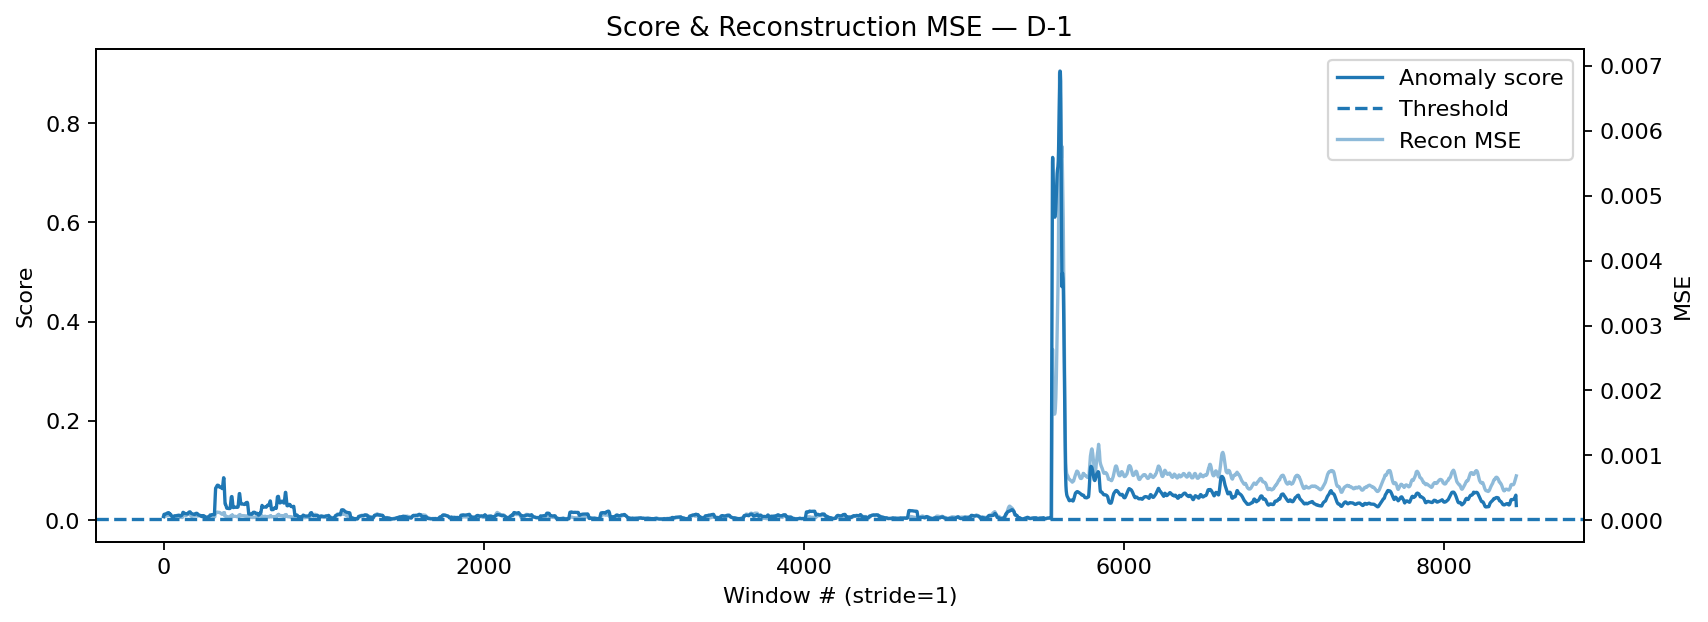 Score & Reconstruction MSE — D-1
Anomaly score
Threshold
Recon MSE
Score
0.8
0.6
0.4
0.2
0.0
0.007
0.006
0.005
0.004
0.003
0.002
0.001
0.000
MSE
0 2000 4000 6000 8000
Window # (stride=1)